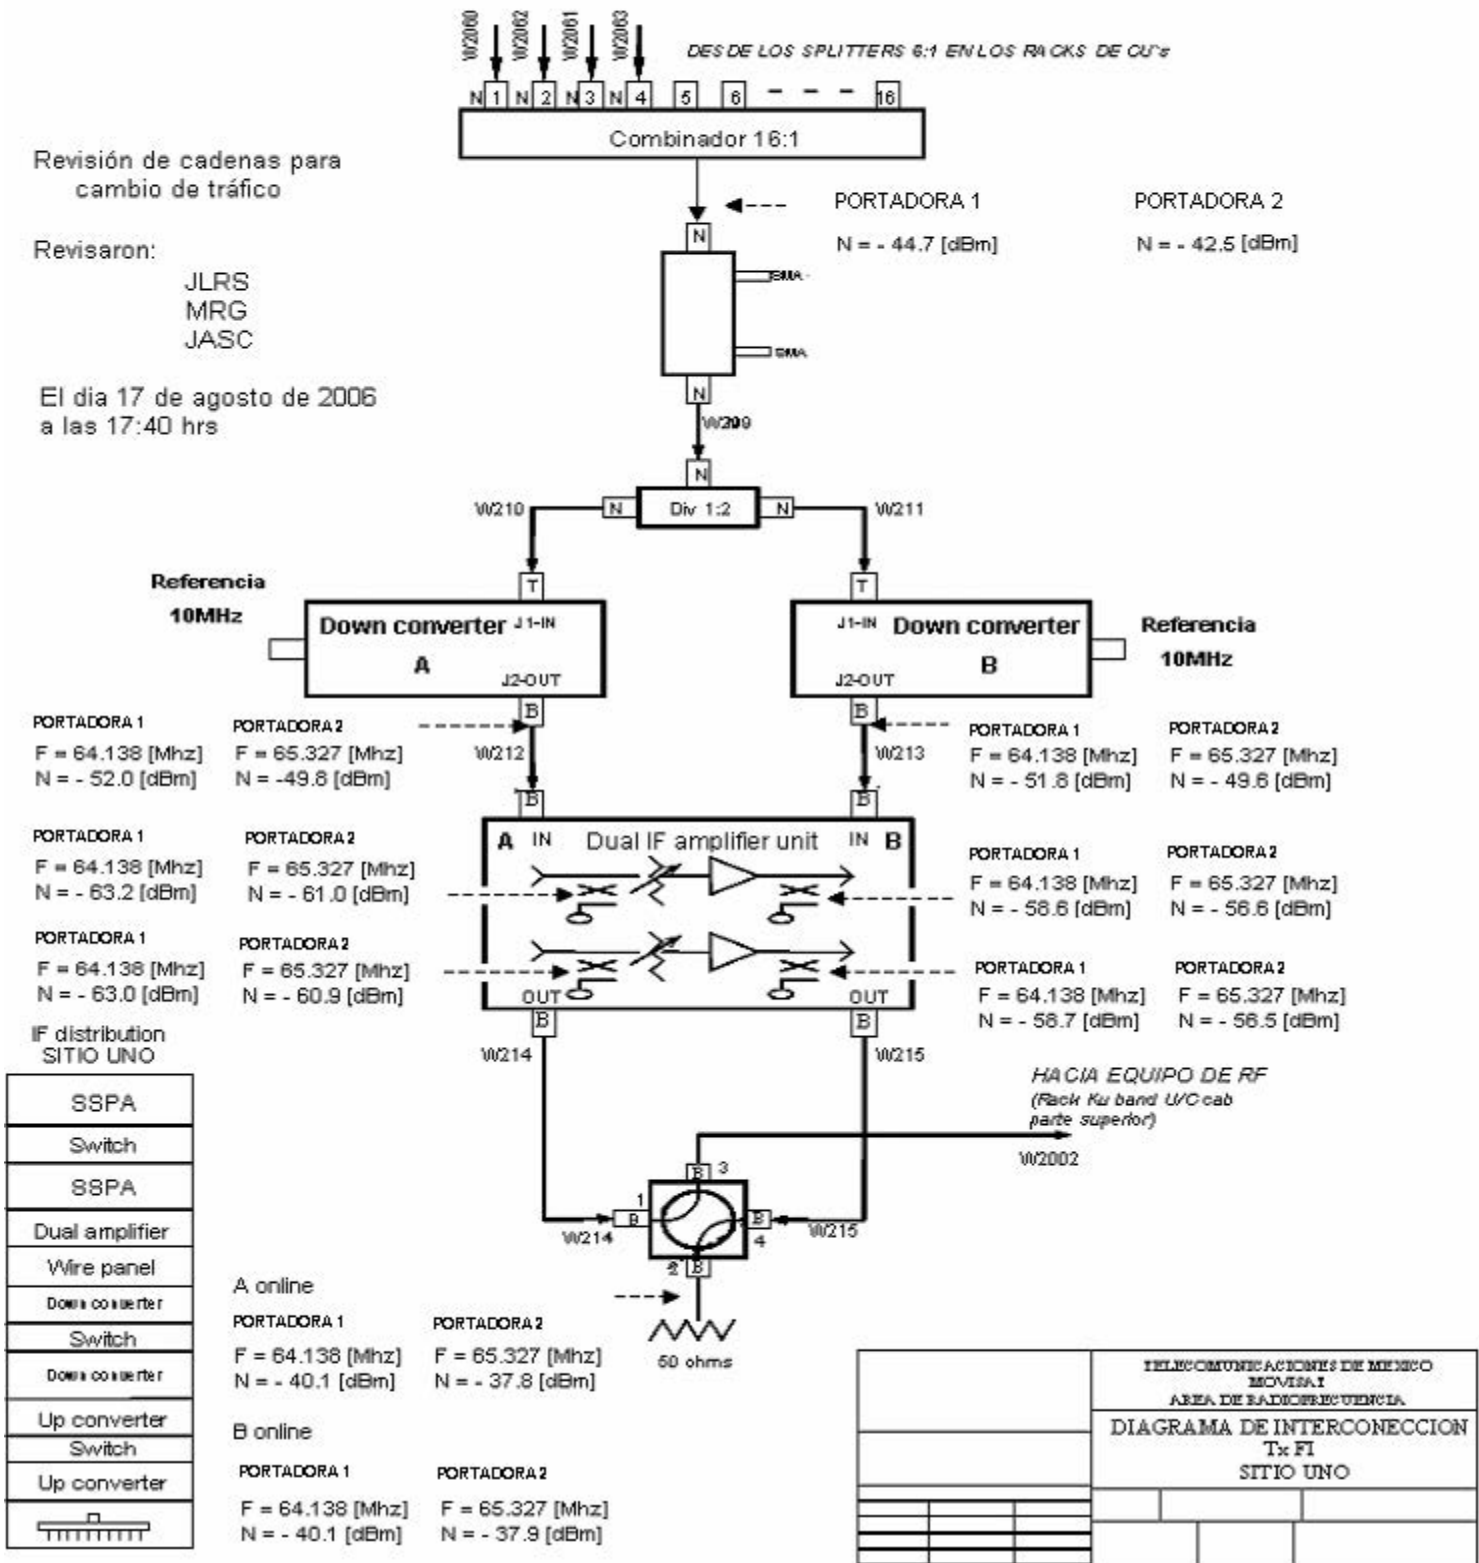 W2060 W2062 W2061 W2063
DESDE LOS SPLITTERS 6:1 EN LOS RACKS DE CU's
N 1 N 2 N 3 N 4 5 6 - - - - 16
Combinador 16:1
Revisión de cadenas para
cambio de tráfico
Revisaron:
JLRS
MRG
JASC
El dia 17 de agosto de 2006
a las 17:40 hrs
PORTADORA 1 PORTADORA 2
N = - 44.7 [dBm] N = - 42.5 [dBm]
N
SMA
SMA
N
W209
N
N Div 1:2 N
W210 W211
T T
Referencia
10MHz
Down converter J1-IN
A
J2-OUT
B
J1-IN Down converter
B
J2-OUT
B
Referencia
10MHz
PORTADORA 1 PORTADORA 2
F = 64.138 [Mhz] F = 65.327 [Mhz]
N = - 52.0 [dBm] N = -49.8 [dBm]
W212 W213
PORTADORA 1 PORTADORA 2
F = 64.138 [Mhz] F = 65.327 [Mhz]
N = - 51.8 [dBm] N = - 49.6 [dBm]
B B
A IN Dual IF amplifier unit IN B
PORTADORA 1 PORTADORA 2
F = 64.138 [Mhz] F = 65.327 [Mhz]
N = - 63.2 [dBm] N = - 61.0 [dBm]
PORTADORA 1 PORTADORA 2
F = 64.138 [Mhz] F = 65.327 [Mhz]
N = - 58.6 [dBm] N = - 56.6 [dBm]
PORTADORA 1 PORTADORA 2
F = 64.138 [Mhz] F = 65.327 [Mhz]
N = - 63.0 [dBm] N = - 60.9 [dBm]
PORTADORA 1 PORTADORA 2
F = 64.138 [Mhz] F = 65.327 [Mhz]
N = - 58.7 [dBm] N = - 56.5 [dBm]
OUT OUT
B B
W214 W215
IF distribution
SITIO UNO
SSPA
Switch
SSPA
Dual amplifier
Wire panel
Down converter
Switch
Down converter
Up converter
Switch
Up converter
HACIA EQUIPO DE RF
(Rack Ku band U/C cab
parte superior)
W2002
B 3
1 B
B 4
2 B
W214 W215
50 ohms
A online
PORTADORA 1 PORTADORA 2
F = 64.138 [Mhz] F = 65.327 [Mhz]
N = - 40.1 [dBm] N = - 37.8 [dBm]
B online
PORTADORA 1 PORTADORA 2
F = 64.138 [Mhz] F = 65.327 [Mhz]
N = - 40.1 [dBm] N = - 37.9 [dBm]
TELECOMUNICACIONES DE MEXICO
MOVISAT
AREA DE RADIOFRECUENCIA
DIAGRAMA DE INTERCONECCION
Tx FI
SITIO UNO